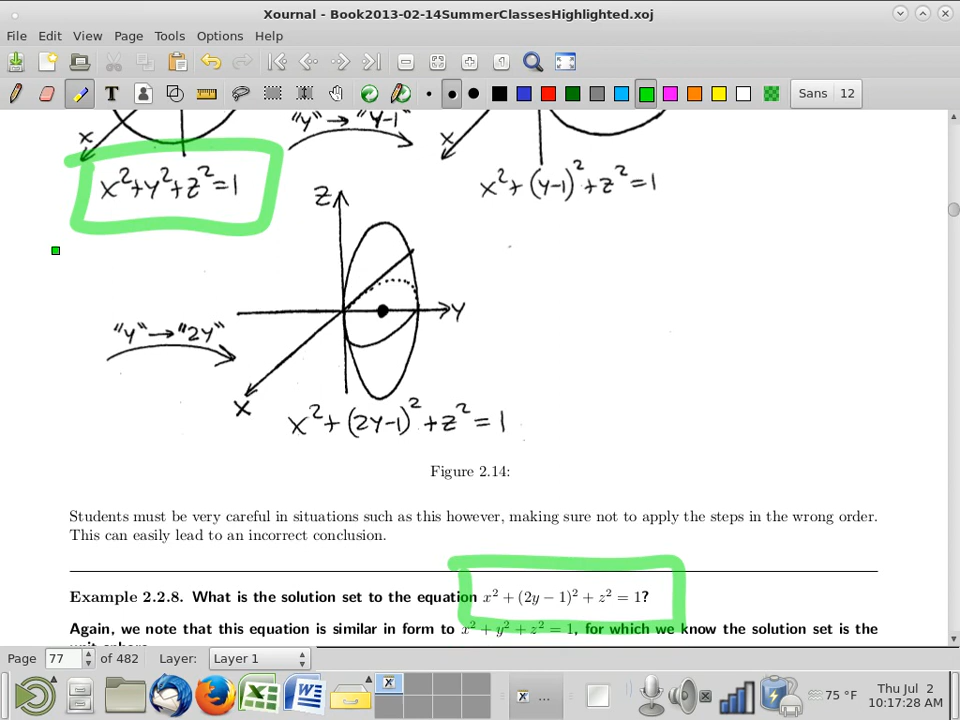 Xournal - Book2013-02-14SummerClassesHighlighted.xoj
File Edit View Page Tools Options Help
Sans 12
"y" → "y-1"
x
x
x²+y²+z²=1
x²+(y-1)²+z²=1
z
y
"y" → "2y"
x
x²+(2y-1)²+z²=1
Figure 2.14:
Students must be very careful in situations such as this however, making sure not to apply the steps in the wrong order.
This can easily lead to an incorrect conclusion.
Example 2.2.8. What is the solution set to the equation x² + (2y − 1)² + z² = 1?
Again, we note that this equation is similar in form to x² + y² + z² = 1, for which we know the solution set is the
unit sphere.
Page 77 of 482 Layer: Layer 1
...
75 °F
Thu Jul 2
10:17:28 AM